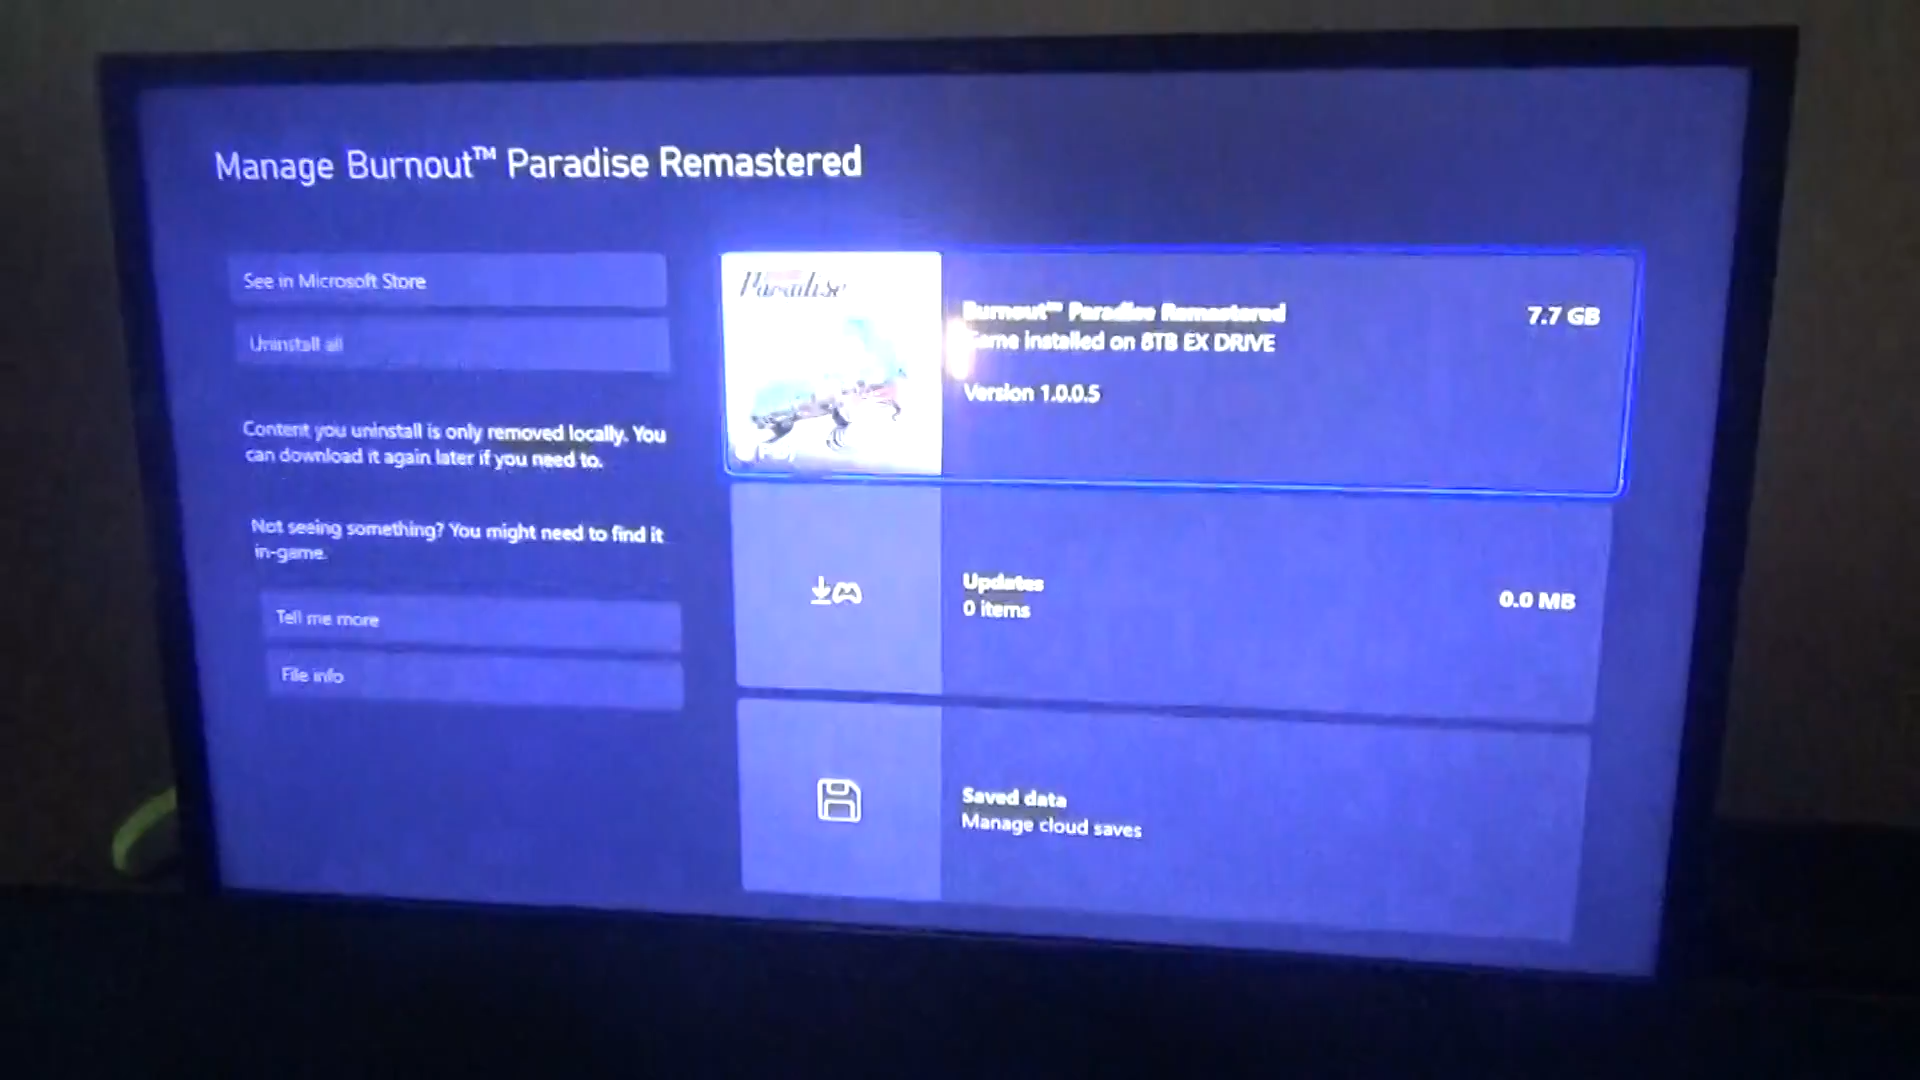 Manage Burnout™ Paradise Remastered
See in Microsoft Store
Uninstall all
Content you uninstall is only removed locally. You
can download it again later if you need to.
Not seeing something? You might need to find it
in-game.
Tell me more
File info
Paradise
Burnout™ Paradise Remastered
7.7 GB
Game installed on 8TB EX DRIVE
Version 1.0.0.5
Updates
0 items
0.0 MB
Saved data
Manage cloud saves